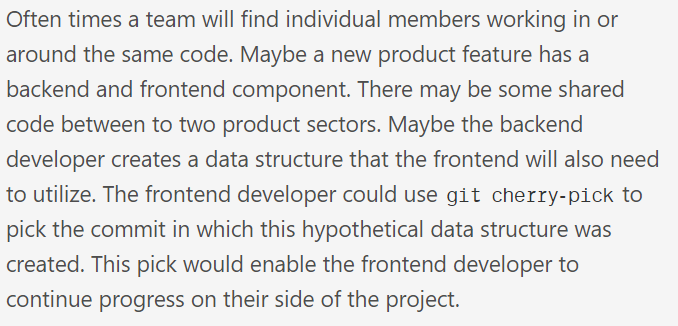 Often times a team will find individual members working in or
around the same code. Maybe a new product feature has a
backend and frontend component. There may be some shared
code between to two product sectors. Maybe the backend
developer creates a data structure that the frontend will also need
to utilize. The frontend developer could use git cherry-pick to
pick the commit in which this hypothetical data structure was
created. This pick would enable the frontend developer to
continue progress on their side of the project.